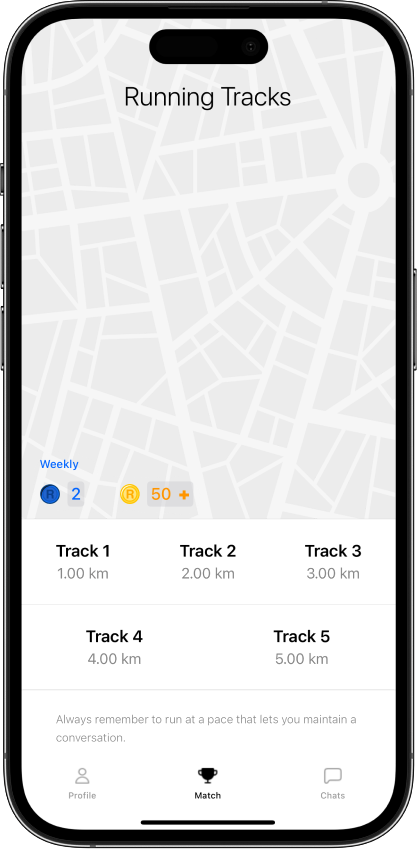 Running Tracks
Weekly
R 2 R 50 +
Track 1 Track 2 Track 3
1.00 km 2.00 km 3.00 km
Track 4 Track 5
4.00 km 5.00 km
Always remember to run at a pace that lets you maintain a
conversation.
Profile Match Chats